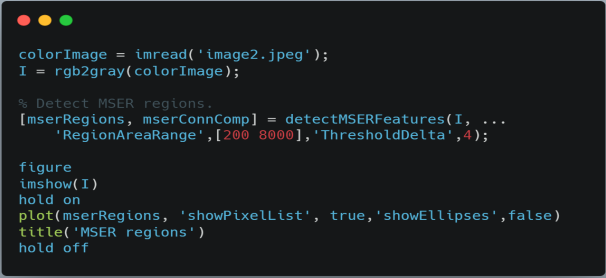 colorImage = imread('image2.jpeg');
I = rgb2gray(colorImage);
% Detect MSER regions.
[mserRegions, mserConnComp] = detectMSERFeatures(I, ...
'RegionAreaRange',[200 8000],'ThresholdDelta',4);
figure
imshow(I)
hold on
plot(mserRegions, 'showPixelList', true,'showEllipses',false)
title('MSER regions')
hold off